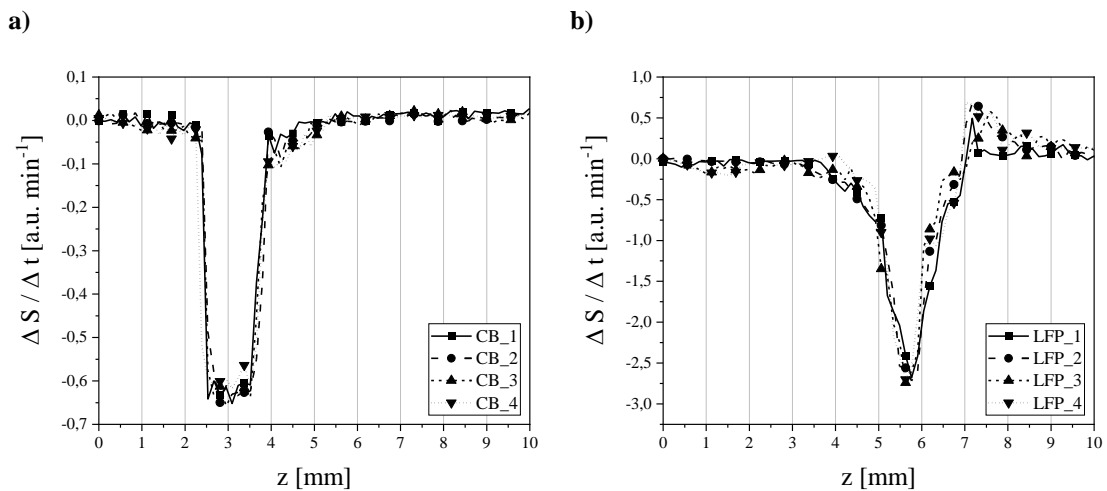 a)
0,1
0,0
-0,1
-0,2
-0,3
-0,4
-0,5
-0,6
-0,7
Δ S / Δ t [a.u. min⁻¹]
0 1 2 3 4 5 6 7 8 9 10
z [mm]
CB_1
CB_2
CB_3
CB_4
b)
1,0
0,5
0,0
-0,5
-1,0
-1,5
-2,0
-2,5
-3,0
Δ S / Δ t [a.u. min⁻¹]
0 1 2 3 4 5 6 7 8 9 10
z [mm]
LFP_1
LFP_2
LFP_3
LFP_4